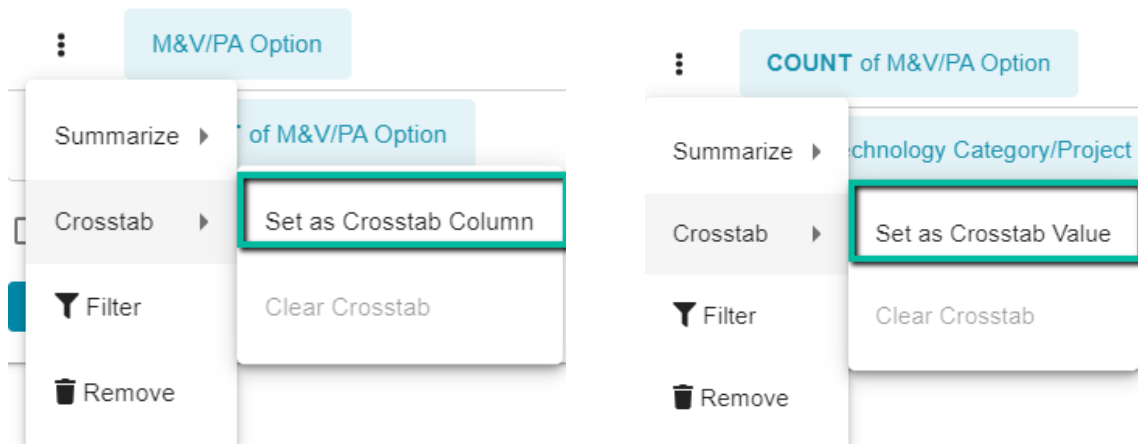 M&V/PA Option
Summarize
of M&V/PA Option
Crosstab
Set as Crosstab Column
Filter
Clear Crosstab
Remove
COUNT of M&V/PA Option
Summarize
chnology Category/Project
Crosstab
Set as Crosstab Value
Filter
Clear Crosstab
Remove